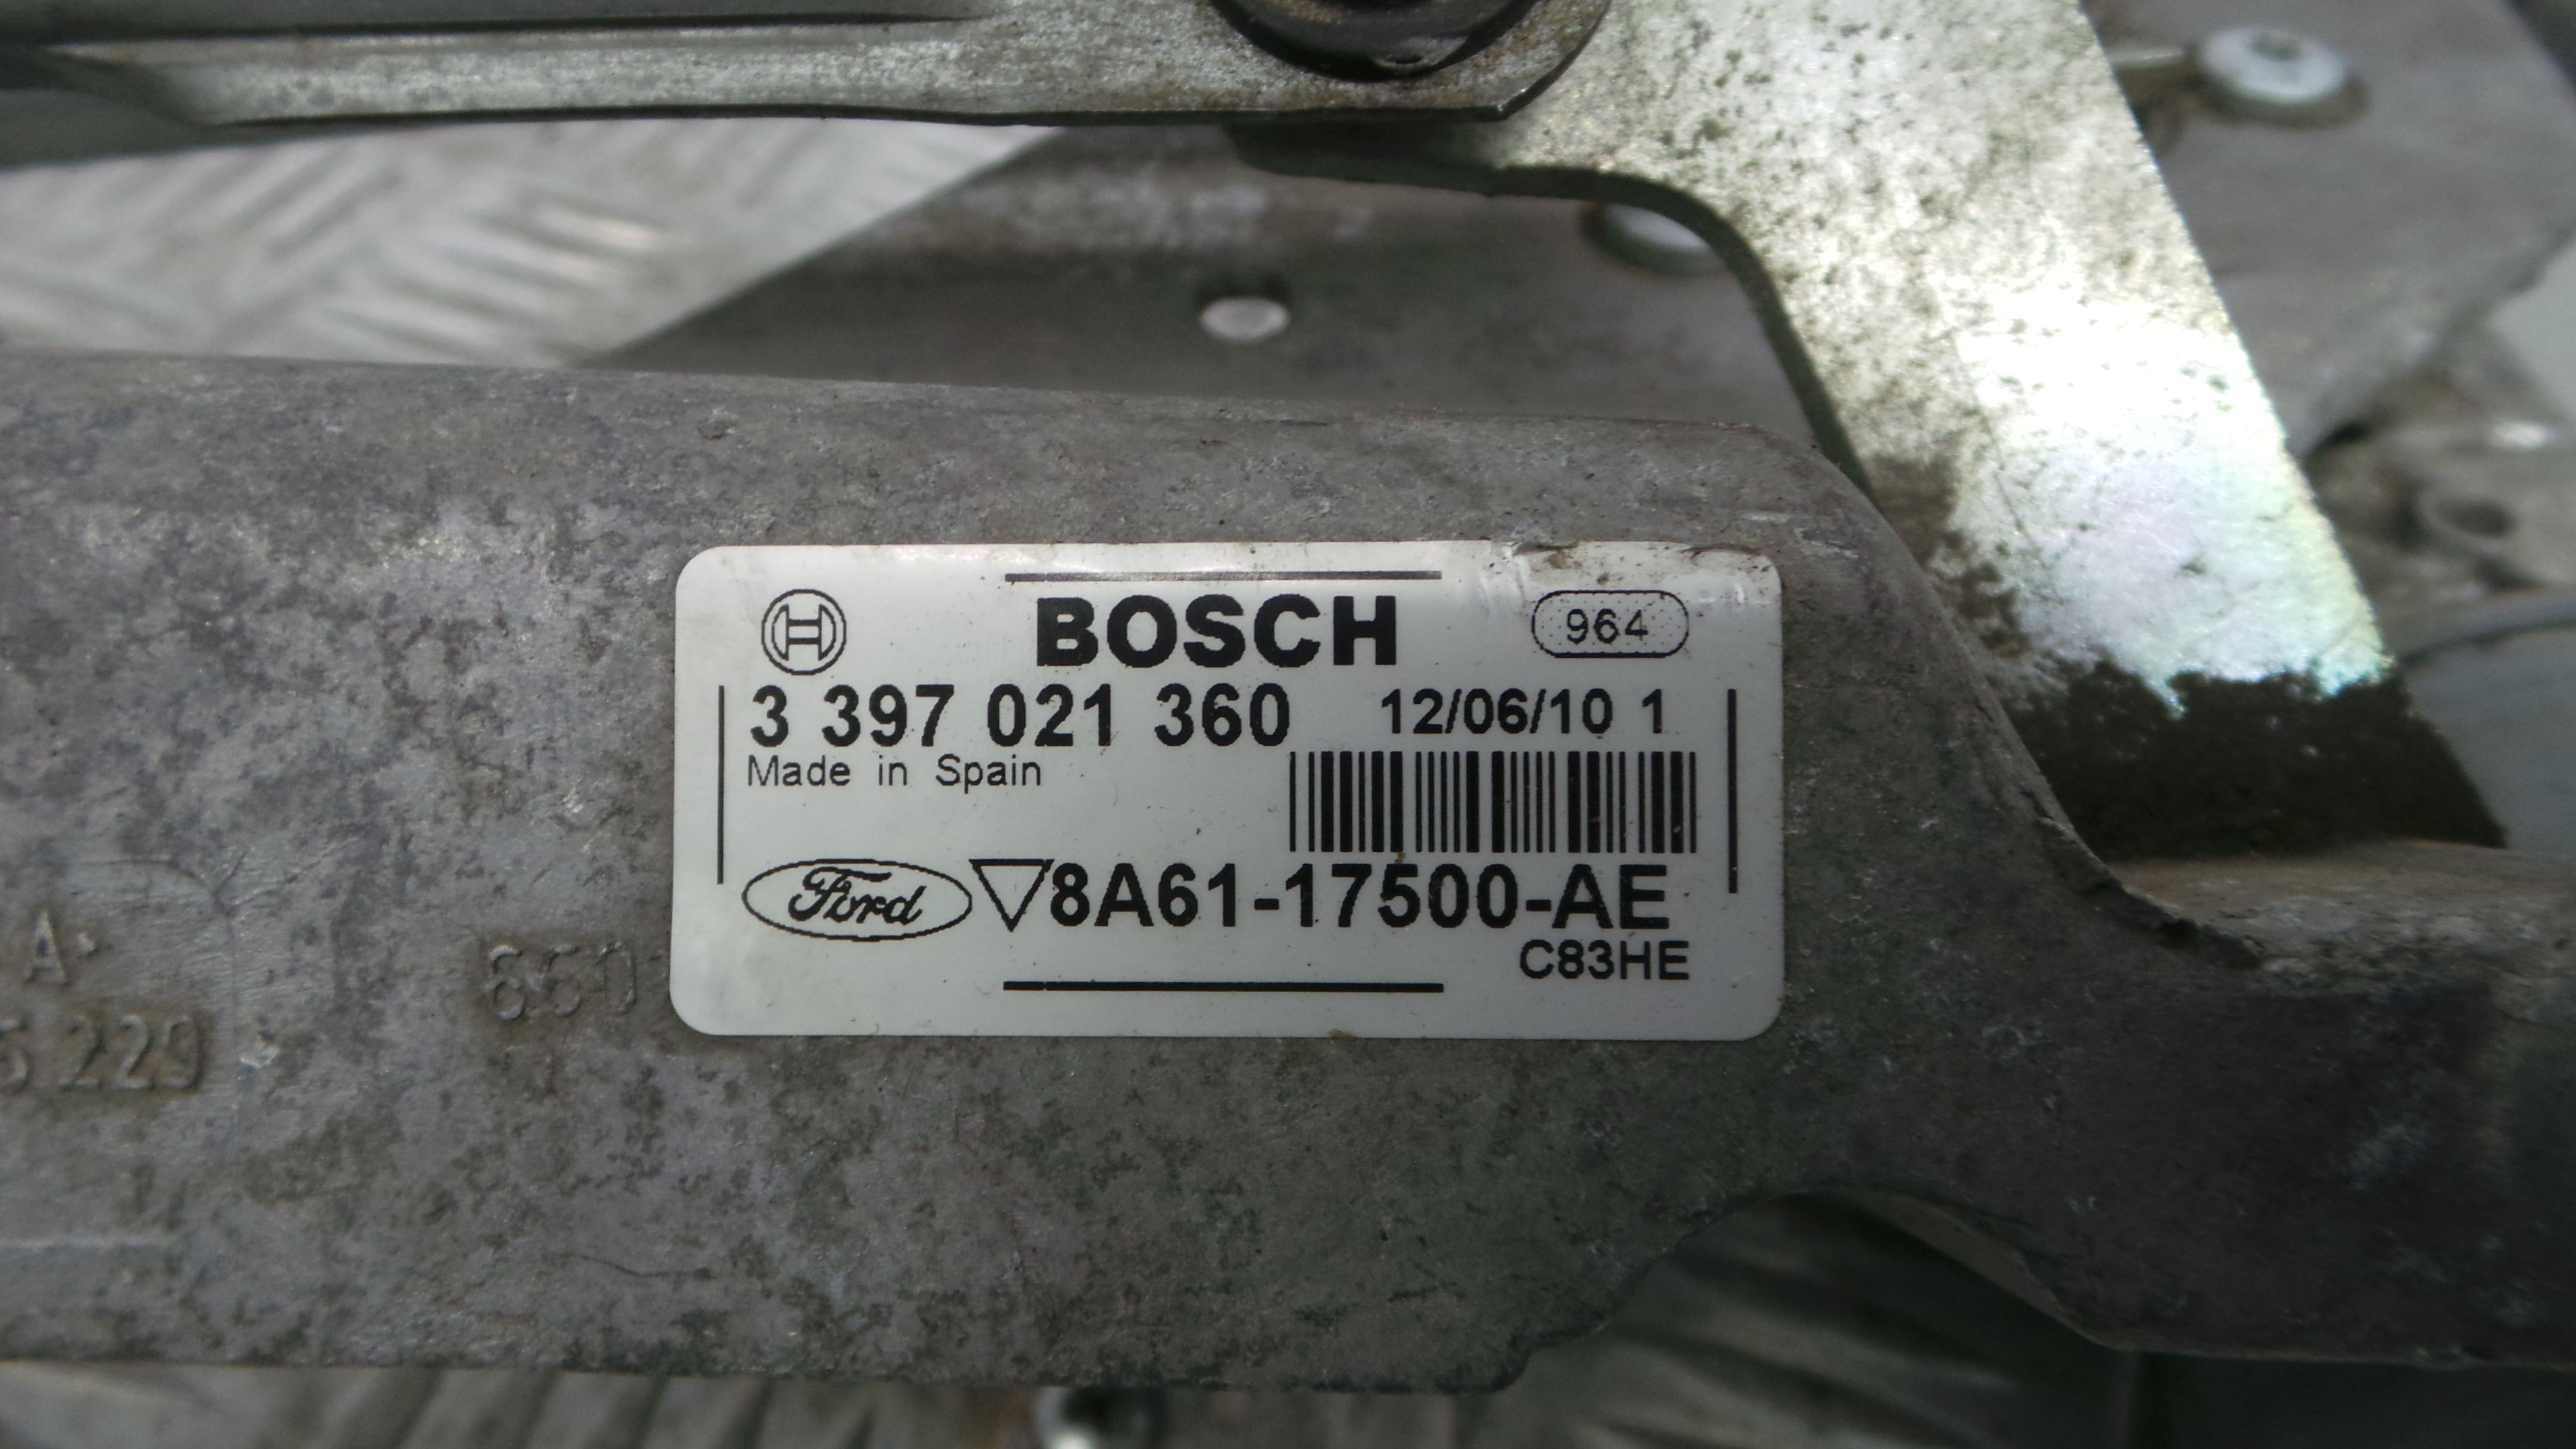 BOSCH 964
3 397 021 360 12/06/10 1
Made in Spain
Ford 8A61-17500-AE
C83HE
A
229